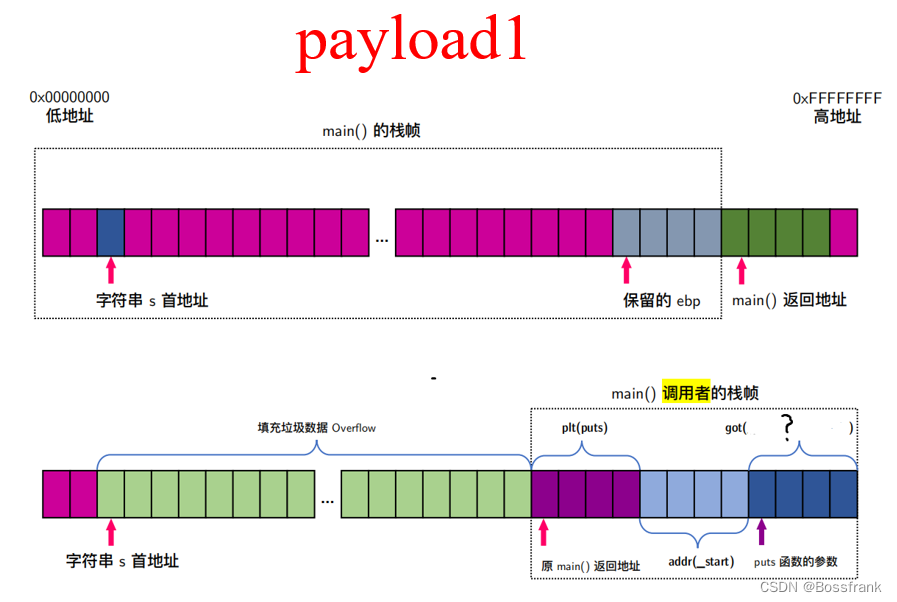 payload1
0x00000000
低地址
0xFFFFFFFF
高地址
main() 的栈帧
...
字符串 s 首地址
保留的 ebp
main() 返回地址
-
main() 调用者的栈帧
填充垃圾数据 Overflow
plt(puts)
got( ? )
...
字符串 s 首地址
原 main() 返回地址
addr(_start)
puts 函数的参数
CSDN @Bossfrank